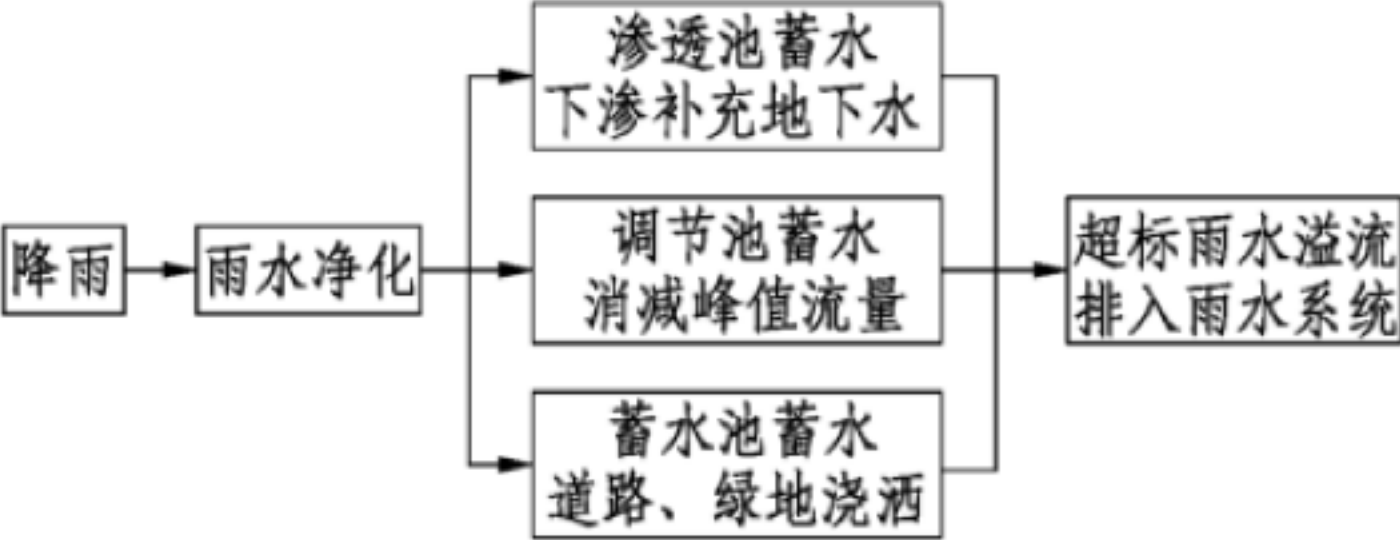 降雨
雨水净化
渗透池蓄水
下渗补充地下水
调节池蓄水
消减峰值流量
蓄水池蓄水
道路、绿地浇洒
超标雨水溢流
排入雨水系统